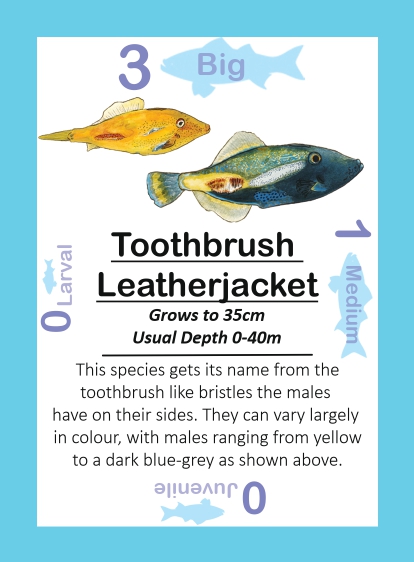 3 Big
Toothbrush
Leatherjacket
Grows to 35cm
Usual Depth 0-40m
1 Medium
0 Larval
This species gets its name from the
toothbrush like bristles the males
have on their sides. They can vary largely
in colour, with males ranging from yellow
to a dark blue-grey as shown above.
0 Juvenile